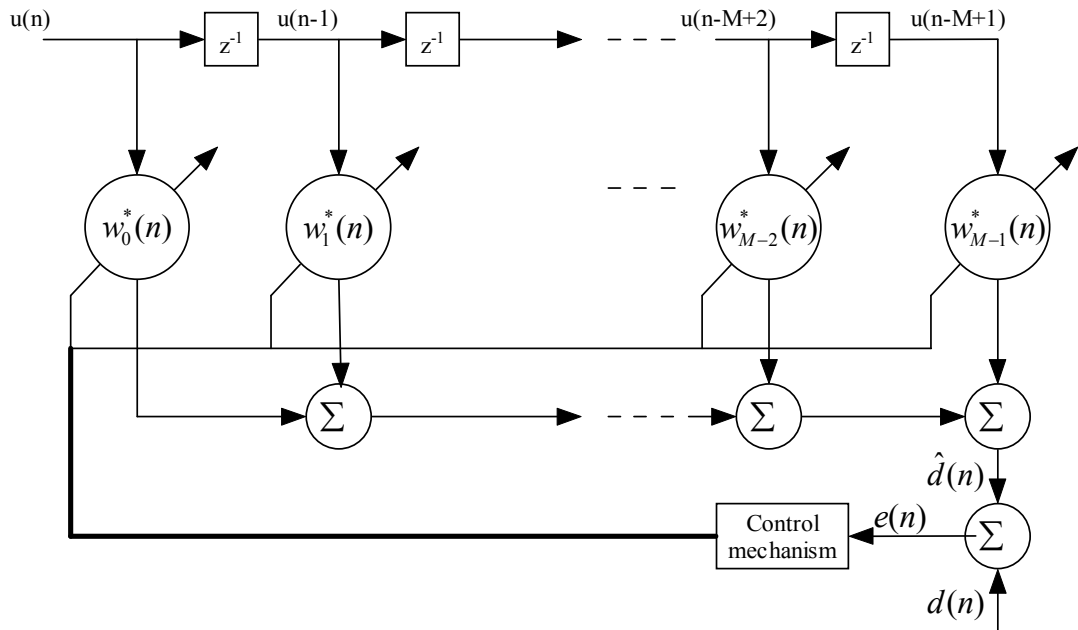 u(n) u(n-1) u(n-M+2) u(n-M+1)
z⁻¹ z⁻¹ z⁻¹
w₀*(n) w₁*(n) w*_{M−2}(n) w*_{M−1}(n)
Σ Σ Σ
d̂(n)
Control
mechanism
e(n) Σ
d(n)